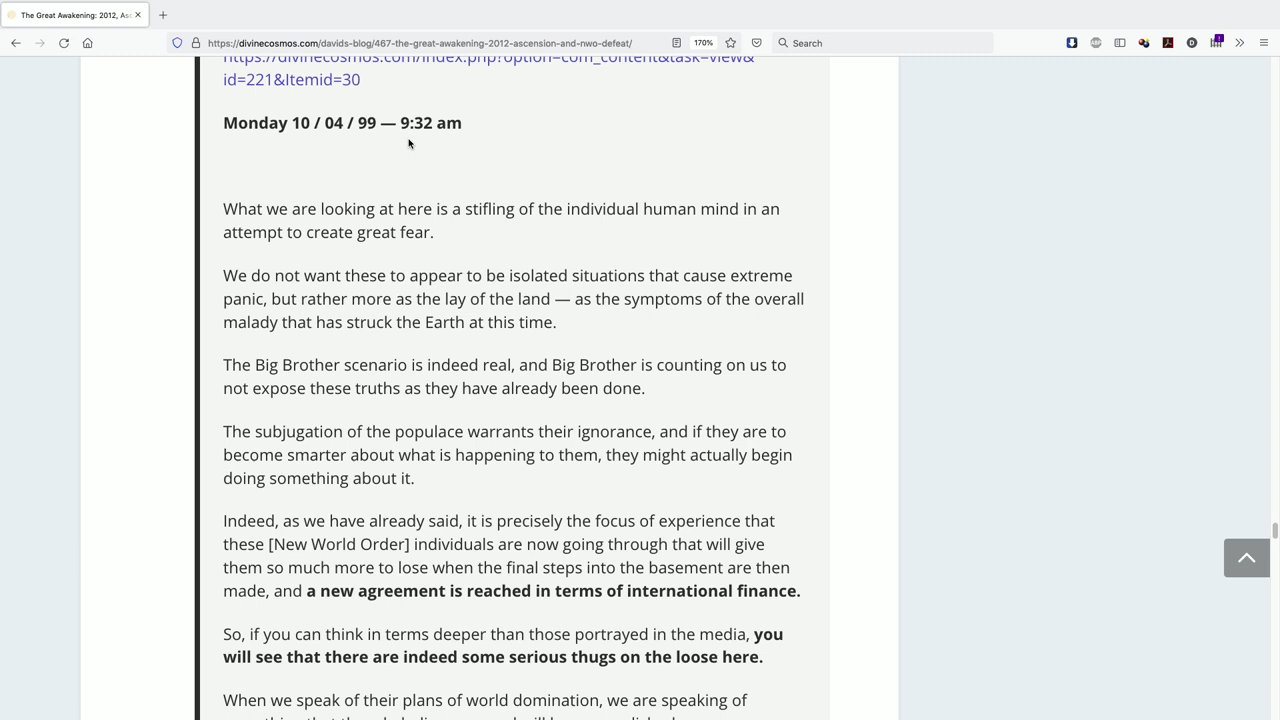 The Great Awakening: 2012, Asc
https://divinecosmos.com/davids-blog/467-the-great-awakening-2012-ascension-and-nwo-defeat/
170%
Search
https://divinecosmos.com/index.php?option=com_content&task=view&
id=221&Itemid=30
Monday 10 / 04 / 99 — 9:32 am
What we are looking at here is a stifling of the individual human mind in an
attempt to create great fear.
We do not want these to appear to be isolated situations that cause extreme
panic, but rather more as the lay of the land — as the symptoms of the overall
malady that has struck the Earth at this time.
The Big Brother scenario is indeed real, and Big Brother is counting on us to
not expose these truths as they have already been done.
The subjugation of the populace warrants their ignorance, and if they are to
become smarter about what is happening to them, they might actually begin
doing something about it.
Indeed, as we have already said, it is precisely the focus of experience that
these [New World Order] individuals are now going through that will give
them so much more to lose when the final steps into the basement are then
made, and a new agreement is reached in terms of international finance.
So, if you can think in terms deeper than those portrayed in the media, you
will see that there are indeed some serious thugs on the loose here.
When we speak of their plans of world domination, we are speaking of